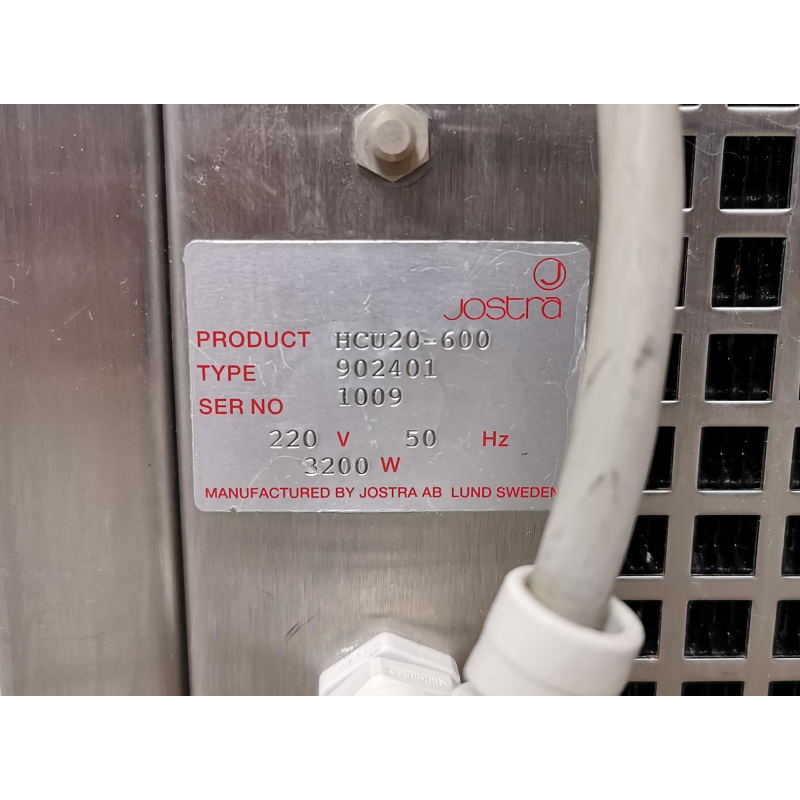 J
JOSTRA
PRODUCT HCU20-600
TYPE 902401
SER NO 1009
220 V 50 Hz
3200 W
MANUFACTURED BY JOSTRA AB LUND SWEDEN